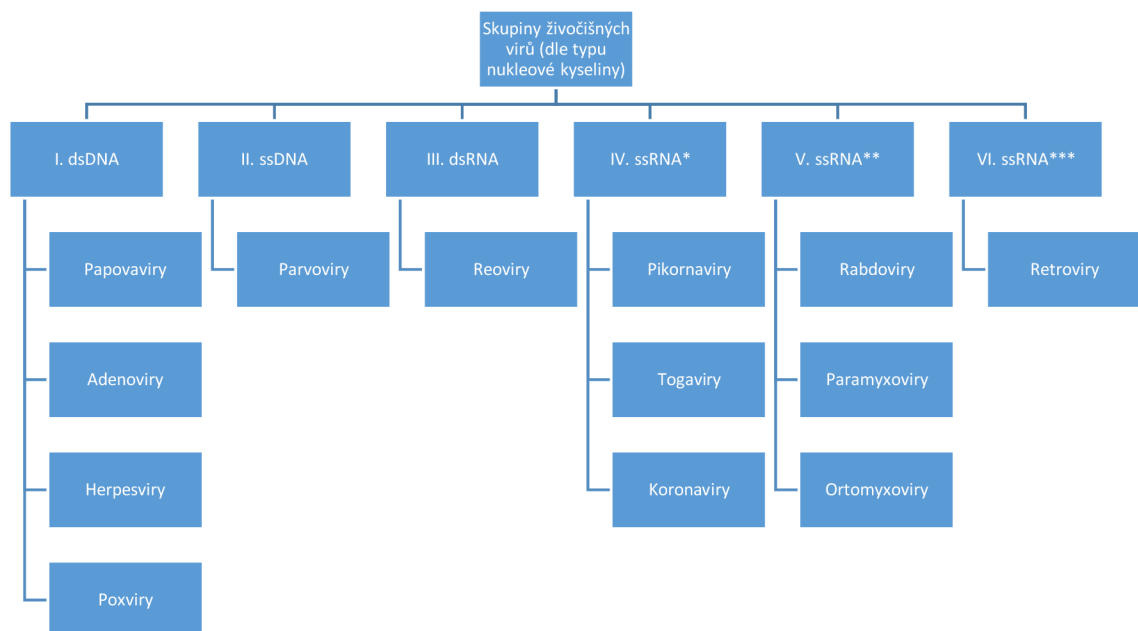 Skupiny živočišných
virů (dle typu
nukleové kyseliny)
I. dsDNA
II. ssDNA
III. dsRNA
IV. ssRNA*
V. ssRNA**
VI. ssRNA***
Papovaviry
Parvoviry
Reoviry
Pikornaviry
Rabdoviry
Retroviry
Adenoviry
Togaviry
Paramyxoviry
Herpesviry
Koronaviry
Ortomyxoviry
Poxviry